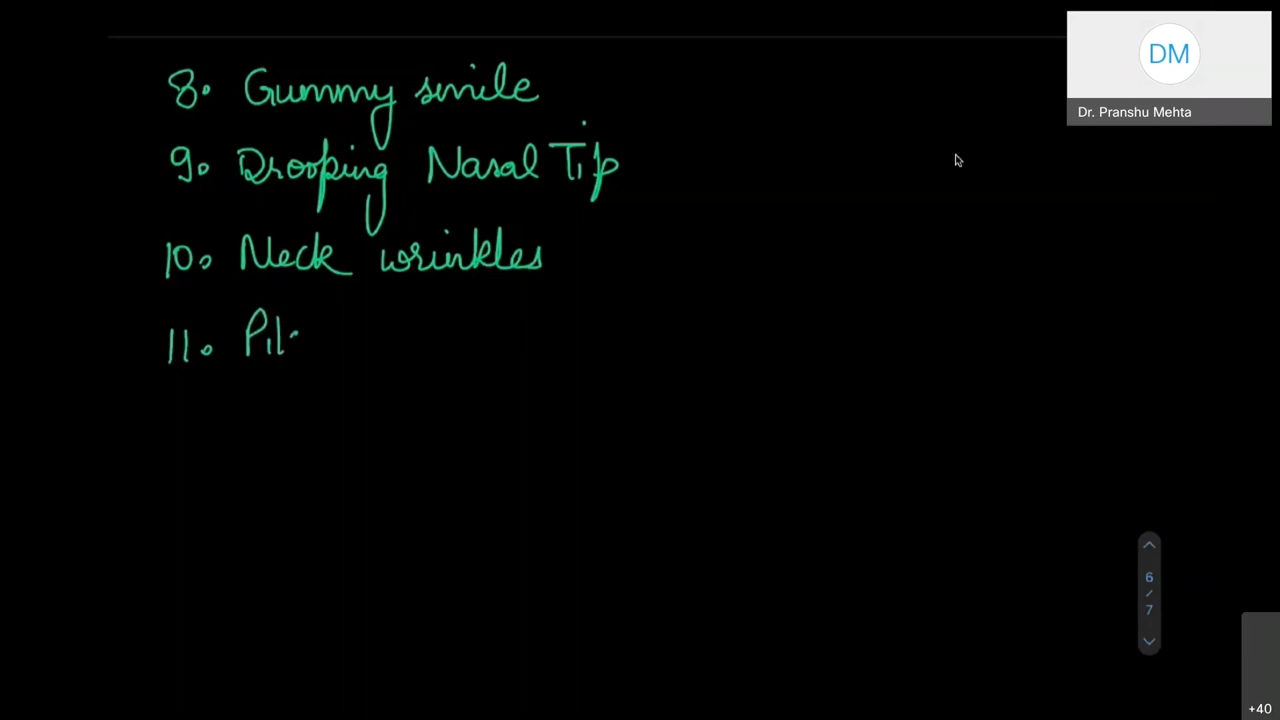 8. Gummy smile
9. Drooping Nasal Tip
10. Neck wrinkles
11. Pil
DM
Dr. Pranshu Mehta
6
/
7
+40